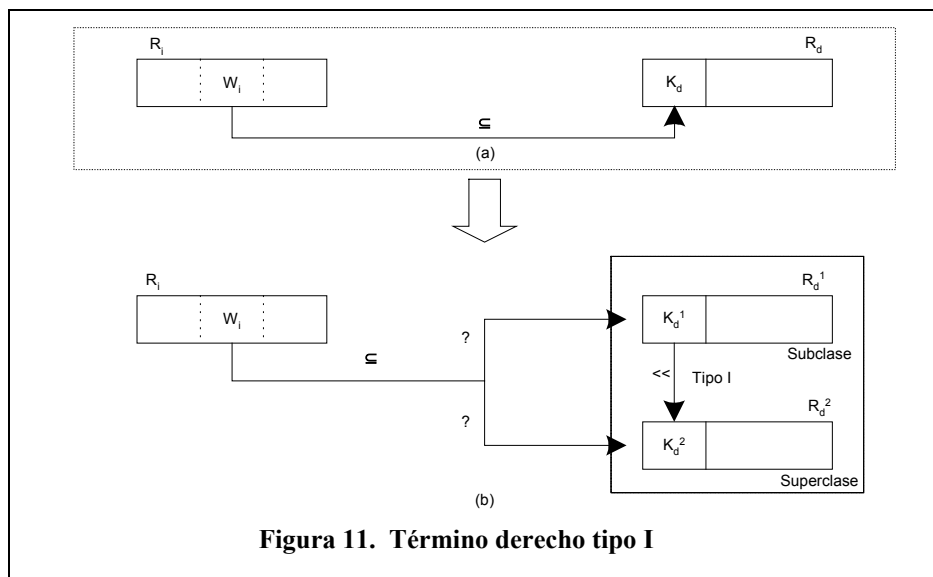 R_i R_d
W_i K_d
⊆
(a)
R_i R_d^1
W_i K_d^1
? Subclase
⊆ << Tipo I
R_d^2
? K_d^2
Superclase
(b)
Figura 11. Término derecho tipo I